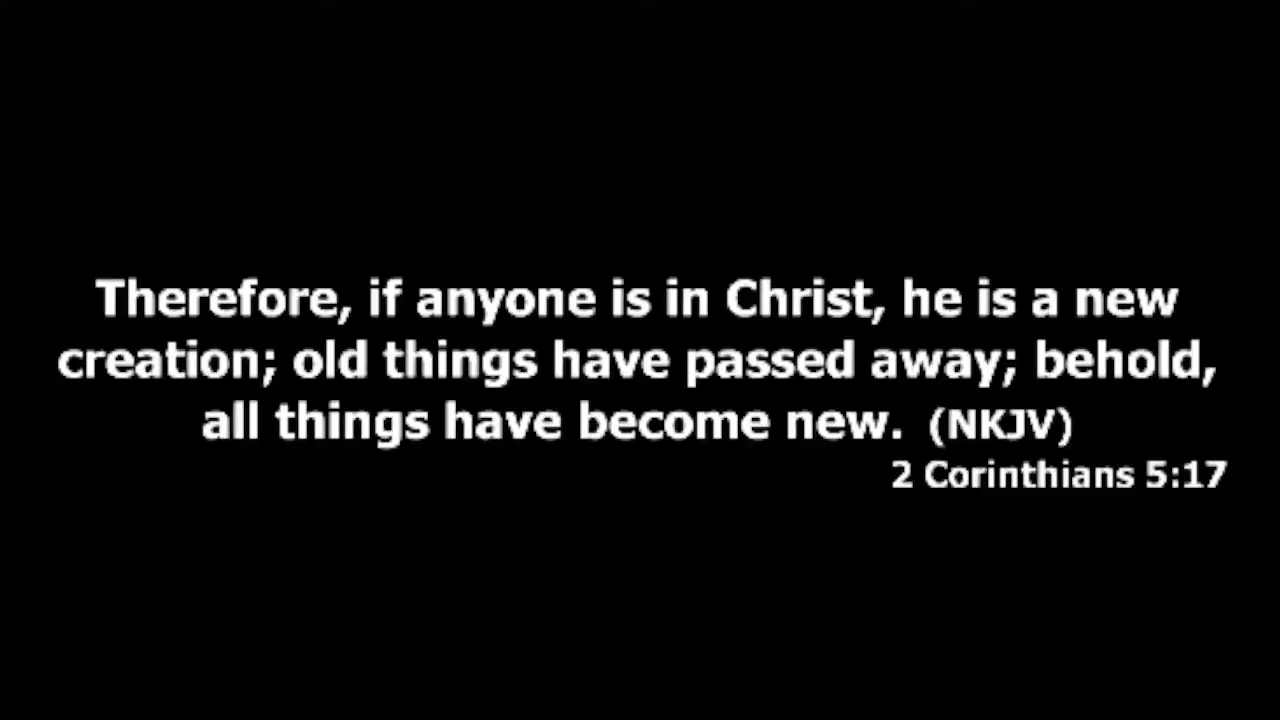 Therefore, if anyone is in Christ, he is a new
creation; old things have passed away; behold,
all things have become new. (NKJV)
2 Corinthians 5:17